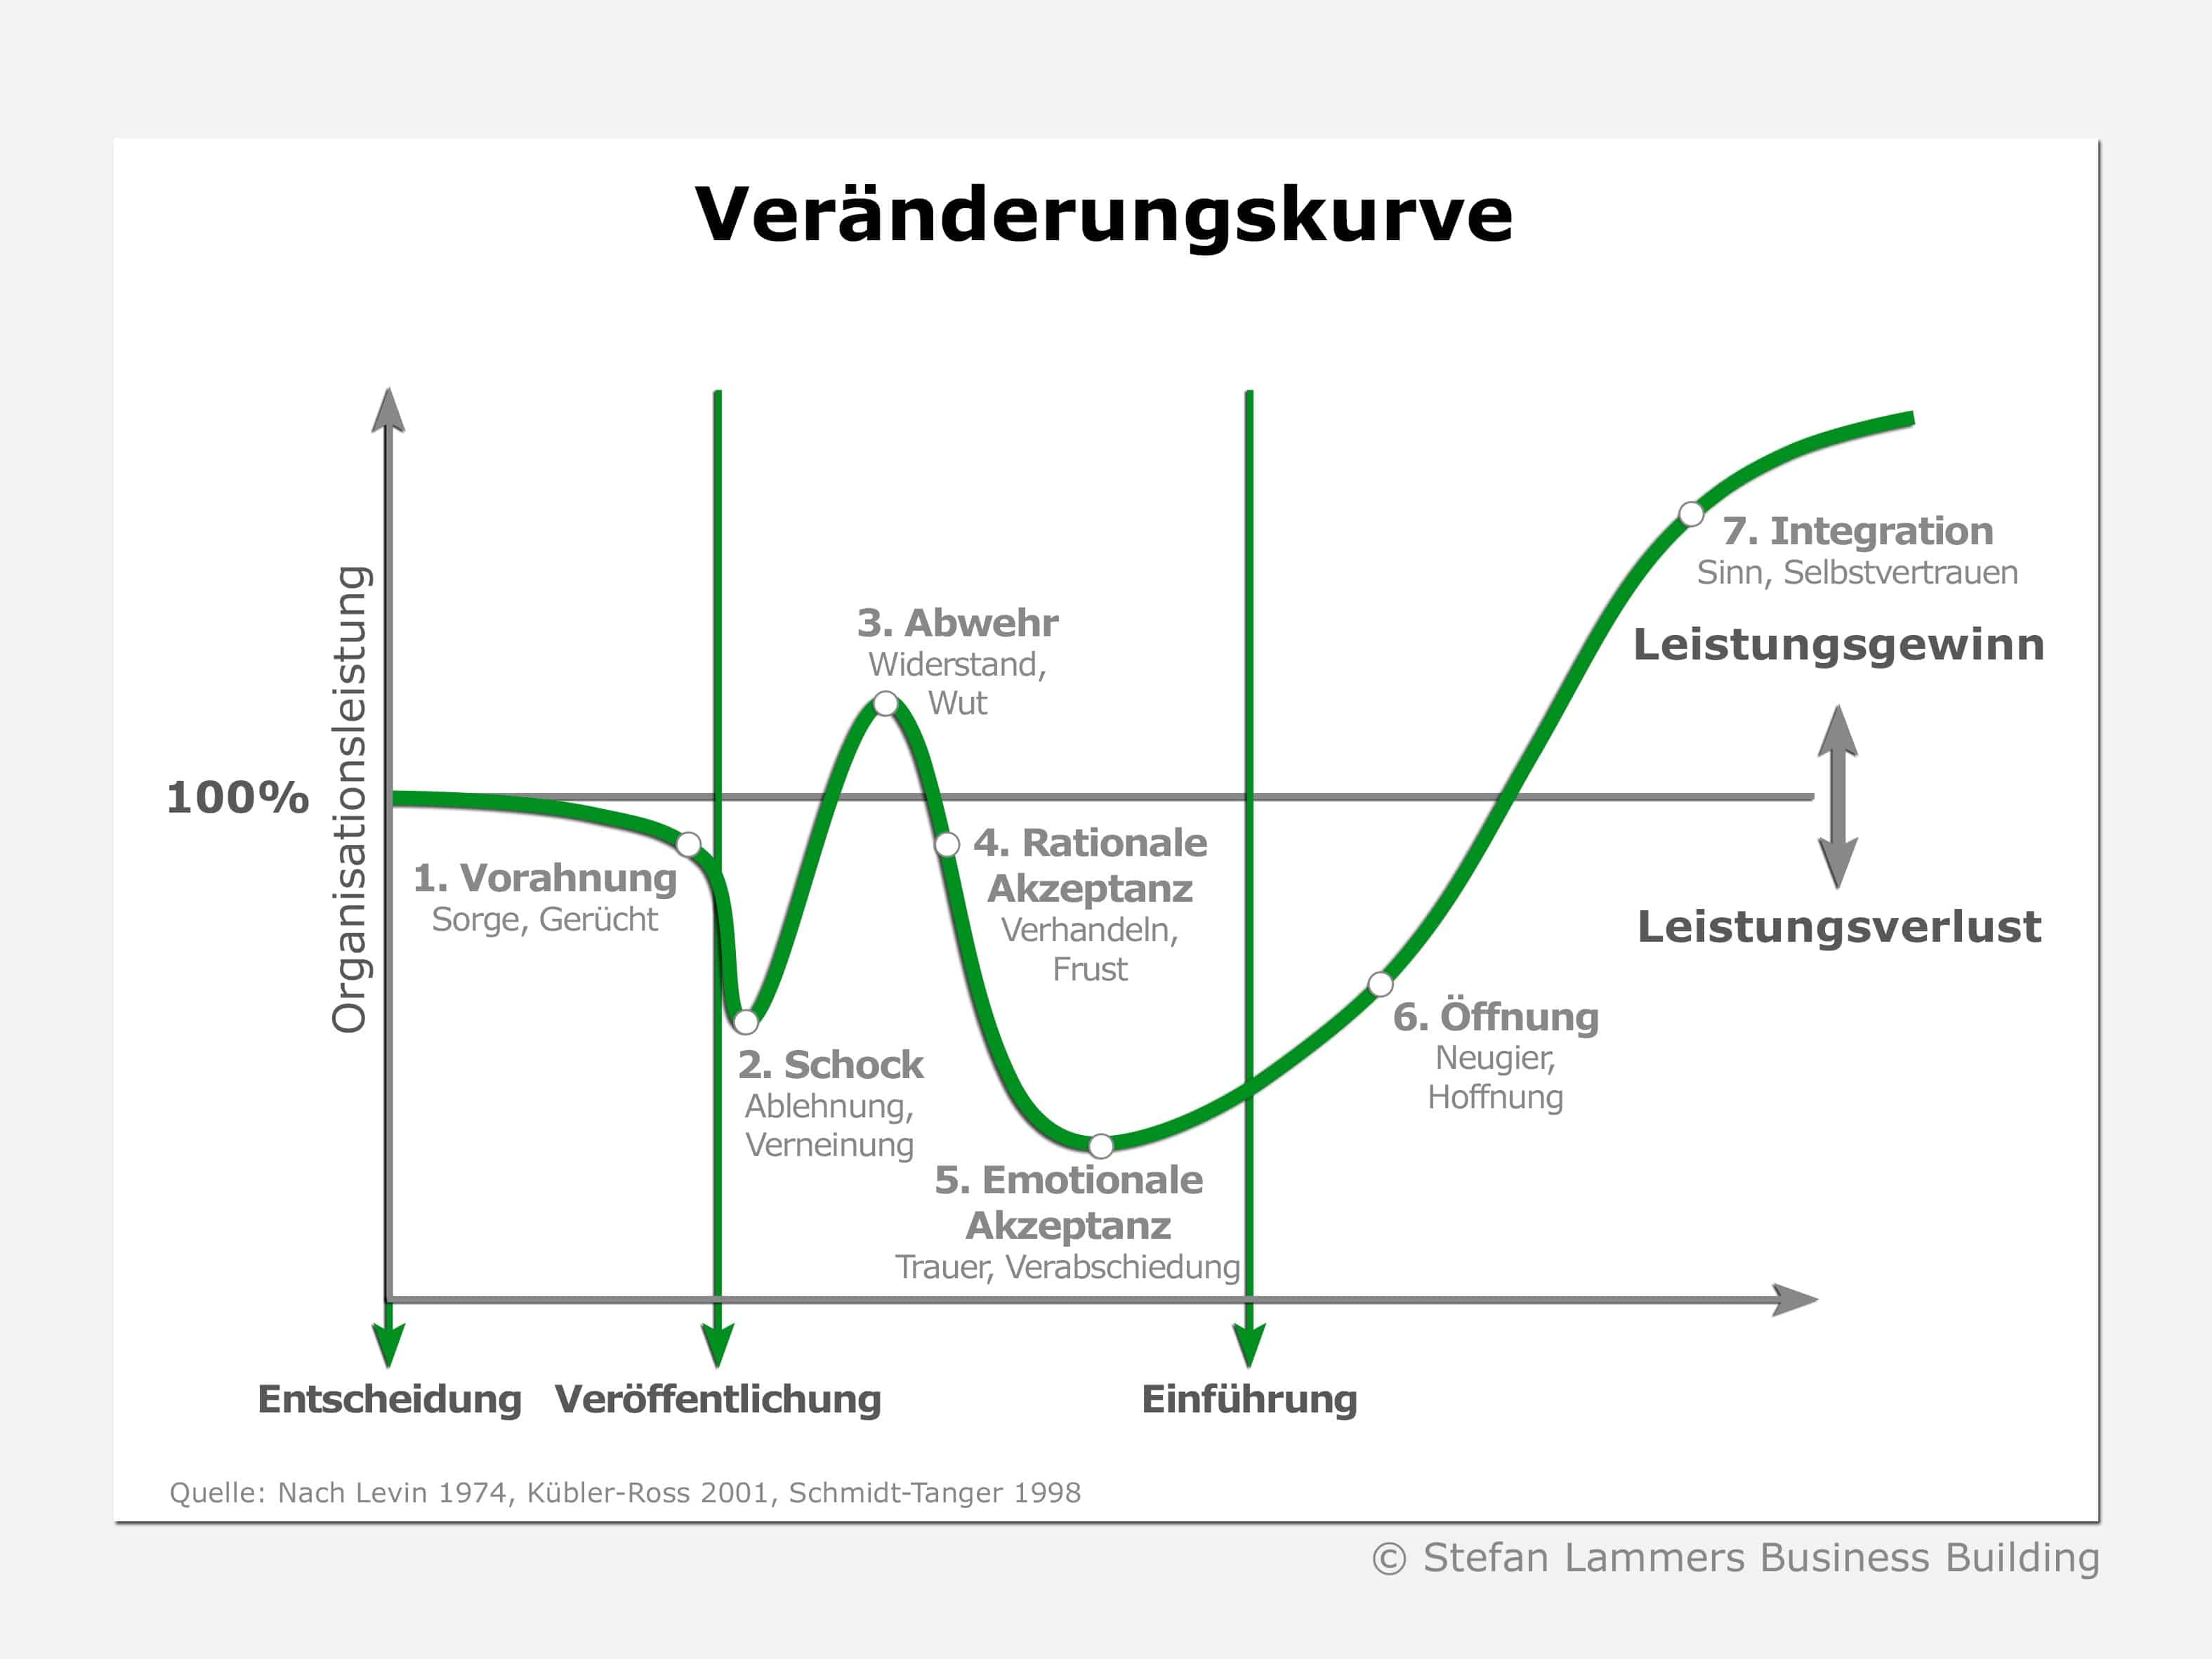 Veränderungskurve
Organisationsleistung
100%
1. Vorahnung
Sorge, Gerücht
2. Schock
Ablehnung,
Verneinung
3. Abwehr
Widerstand,
Wut
4. Rationale
Akzeptanz
Verhandeln,
Frust
5. Emotionale
Akzeptanz
Trauer, Verabschiedung
6. Öffnung
Neugier,
Hoffnung
7. Integration
Sinn, Selbstvertrauen
Leistungsgewinn
Leistungsverlust
Entscheidung
Veröffentlichung
Einführung
Quelle: Nach Levin 1974, Kübler-Ross 2001, Schmidt-Tanger 1998
© Stefan Lammers Business Building